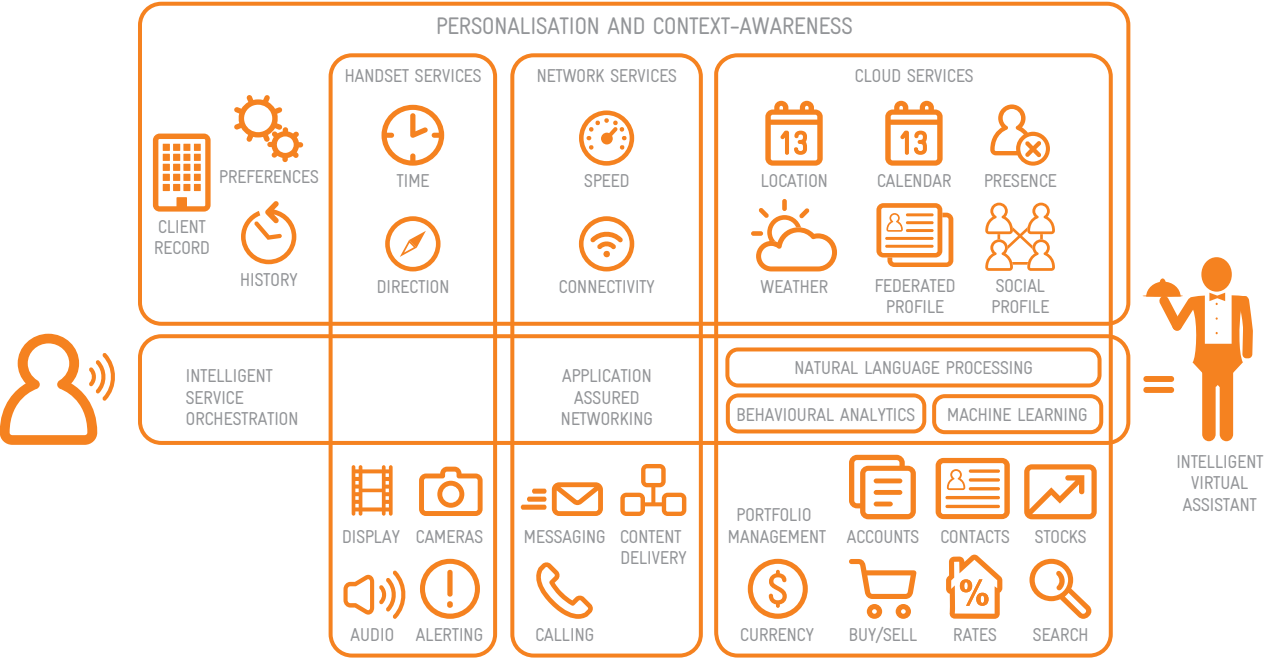 PERSONALISATION AND CONTEXT-AWARENESS
HANDSET SERVICES
NETWORK SERVICES
CLOUD SERVICES
13
13
PREFERENCES
TIME
SPEED
LOCATION
CALENDAR
PRESENCE
CLIENT
RECORD
HISTORY
DIRECTION
CONNECTIVITY
WEATHER
FEDERATED
PROFILE
SOCIAL
PROFILE
INTELLIGENT
SERVICE
ORCHESTRATION
APPLICATION
ASSURED
NETWORKING
NATURAL LANGUAGE PROCESSING
BEHAVIOURAL ANALYTICS
MACHINE LEARNING
=
INTELLIGENT
VIRTUAL
ASSISTANT
DISPLAY
CAMERAS
MESSAGING
CONTENT
DELIVERY
PORTFOLIO
MANAGEMENT
ACCOUNTS
CONTACTS
STOCKS
$
%
AUDIO
ALERTING
!
CALLING
CURRENCY
BUY/SELL
RATES
SEARCH